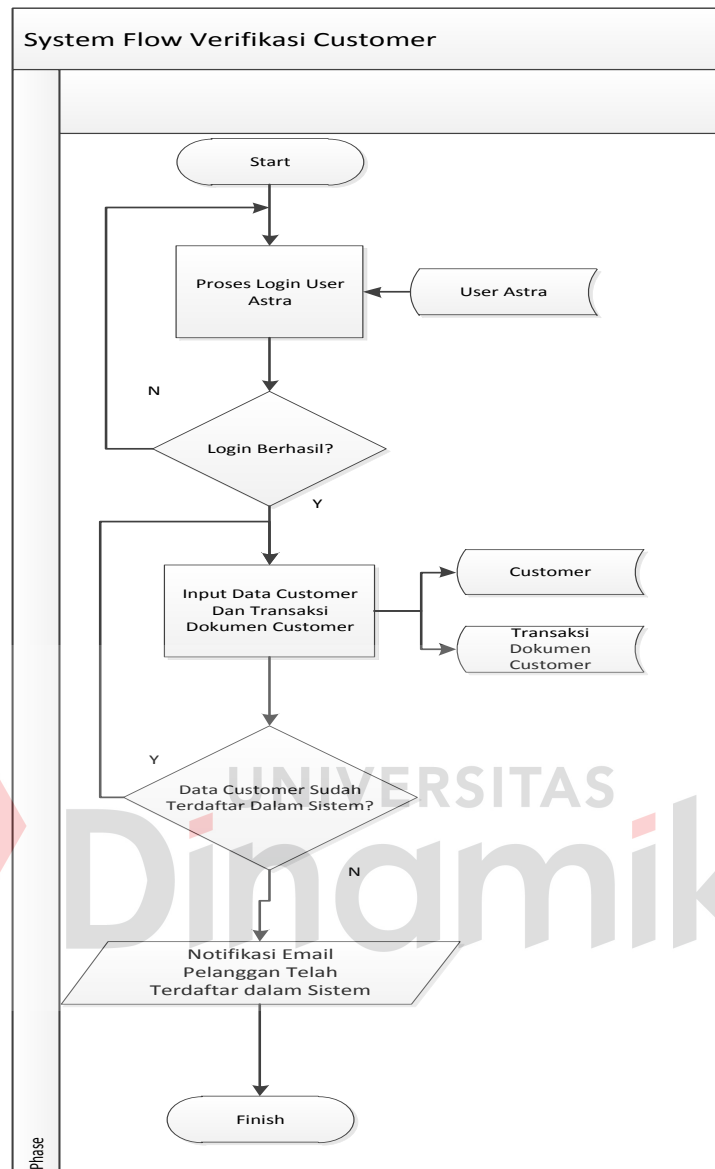 System Flow Verifikasi Customer
Start
Proses Login User
Astra
User Astra
N
Login Berhasil?
Y
Input Data Customer
Dan Transaksi
Dokumen Customer
Customer
Transaksi
Dokumen
Customer
Y
Data Customer Sudah
Terdaftar Dalam Sistem?
UNIVERSITAS
Dinamik
N
Notifikasi Email
Pelanggan Telah
Terdaftar dalam Sistem
Finish
Phase